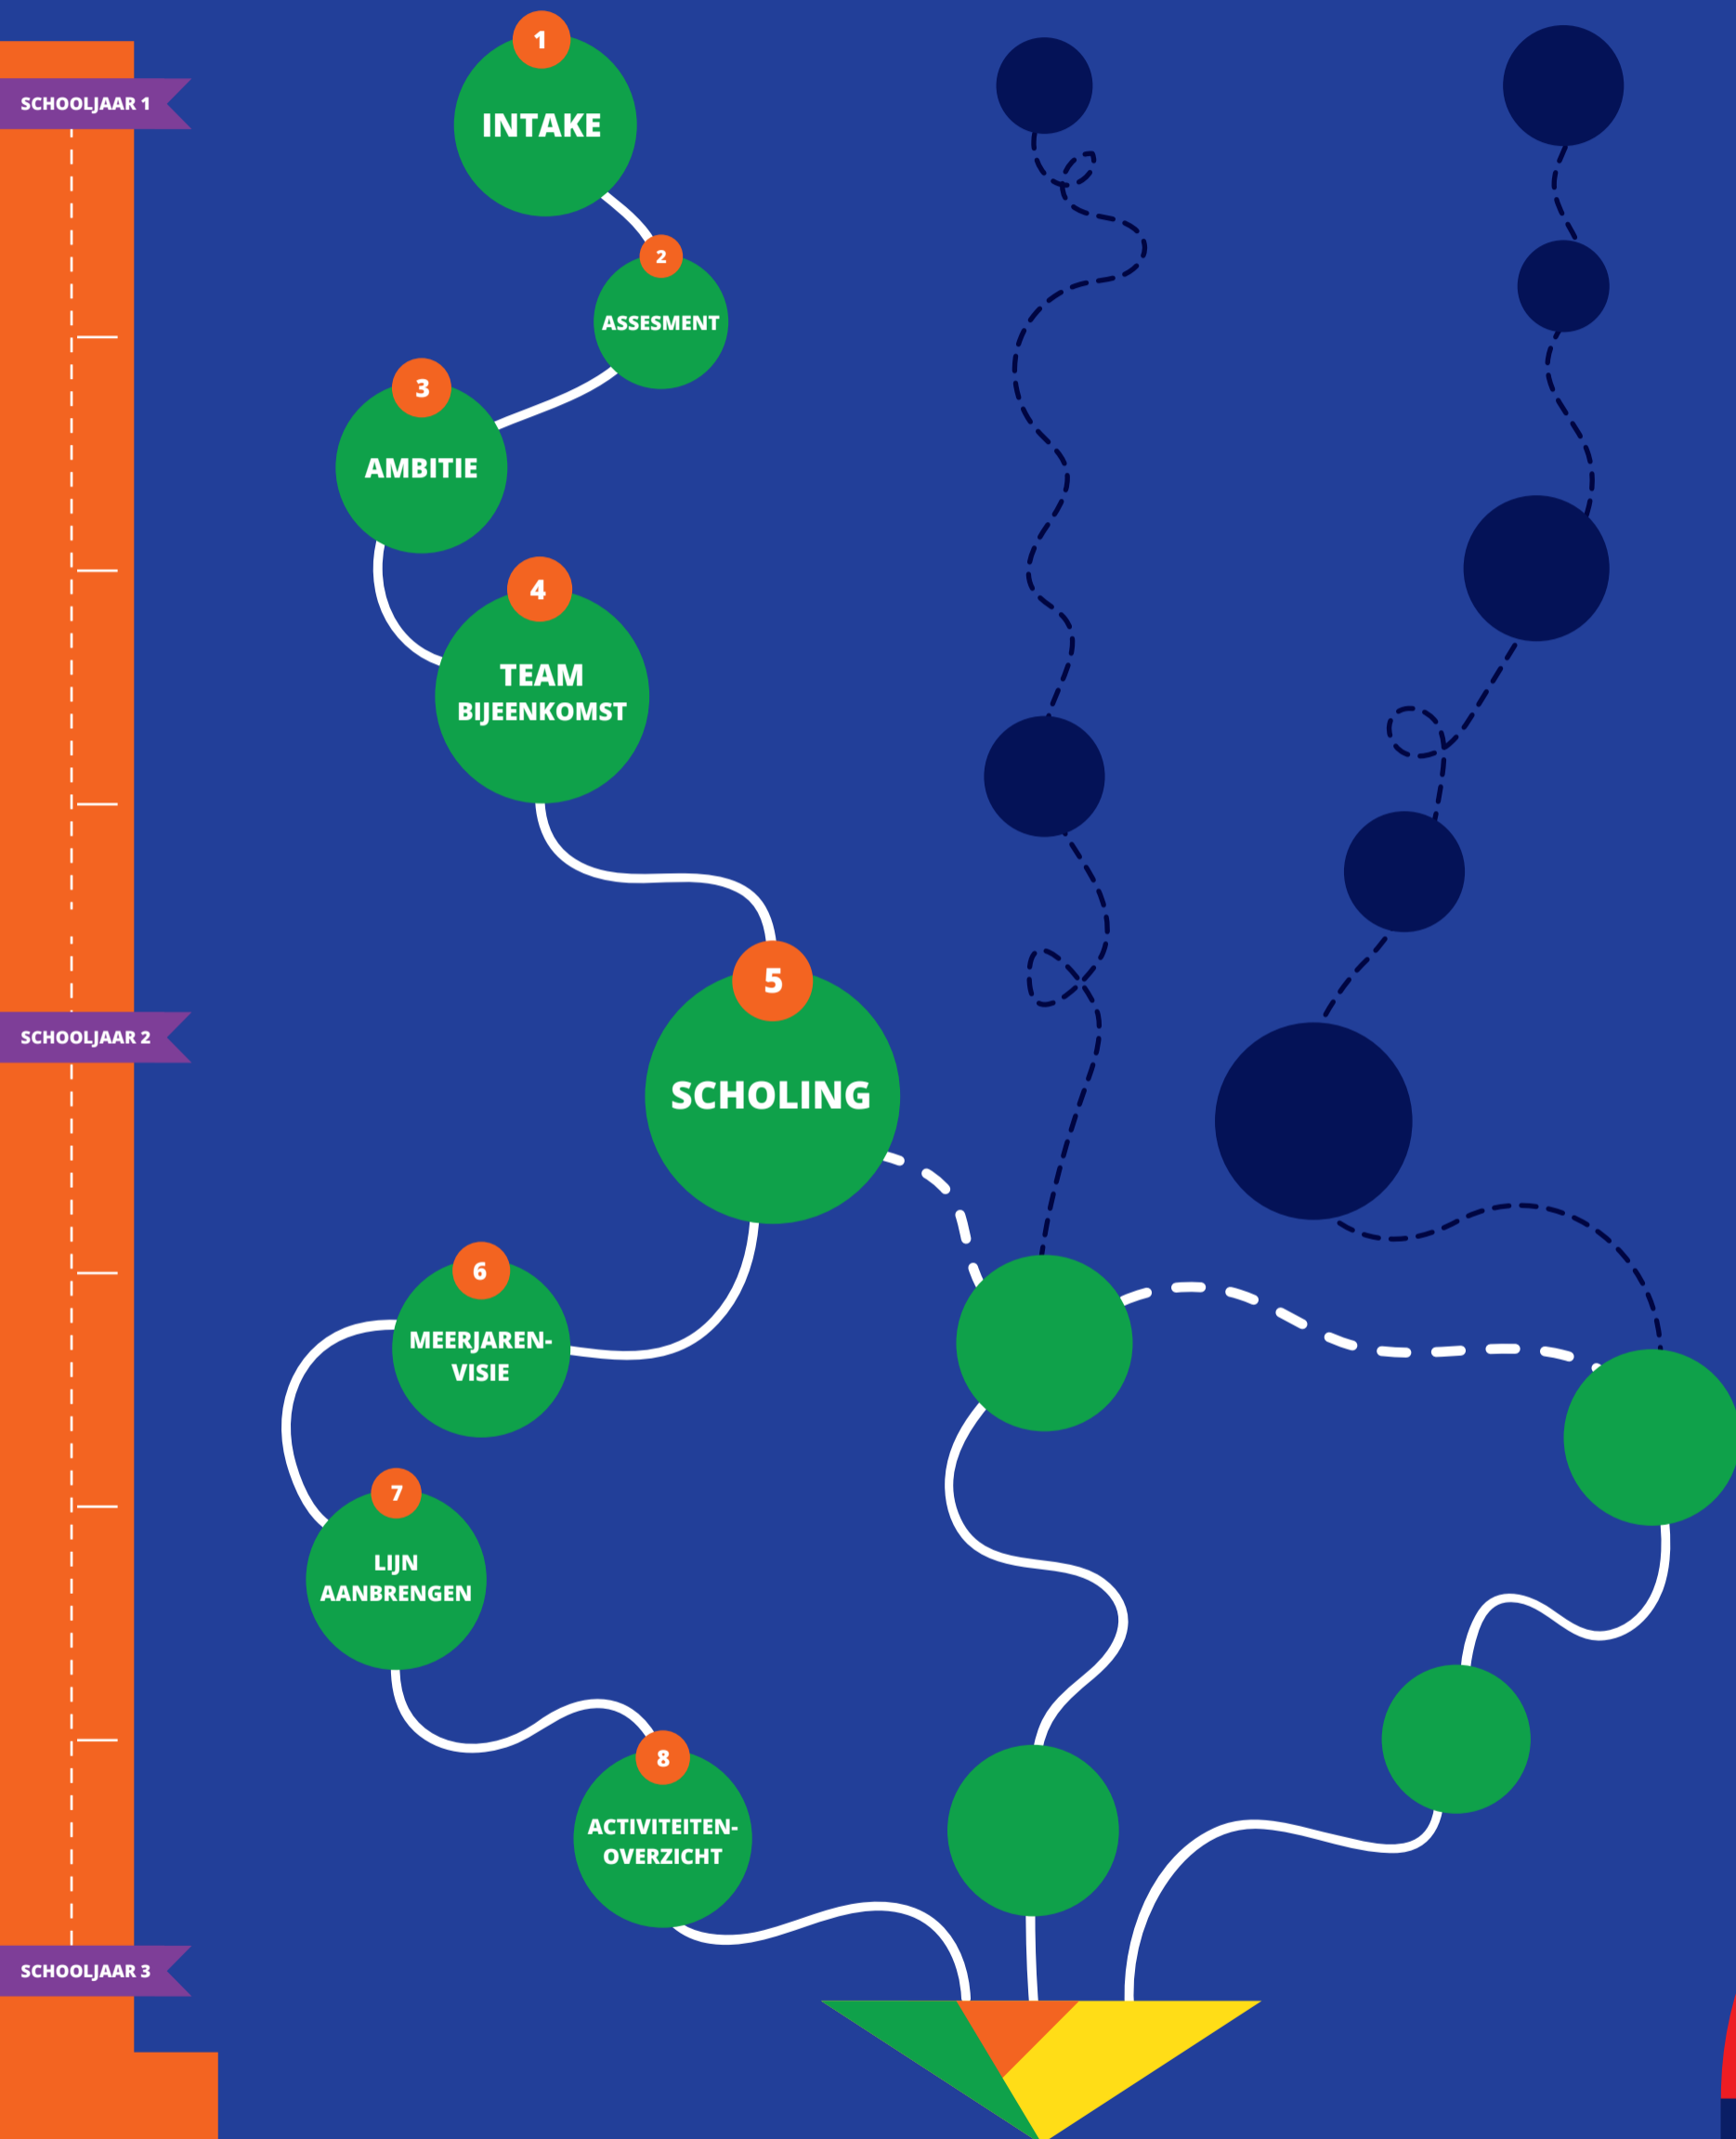 SCHOOLJAAR 1
1
INTAKE
2
ASSESMENT
3
AMBITIE
4
TEAM
BIJEENKOMST
5
SCHOLING
SCHOOLJAAR 2
6
MEERJAREN-
VISIE
7
LIJN
AANBRENGEN
8
ACTIVITEITEN-
OVERZICHT
SCHOOLJAAR 3